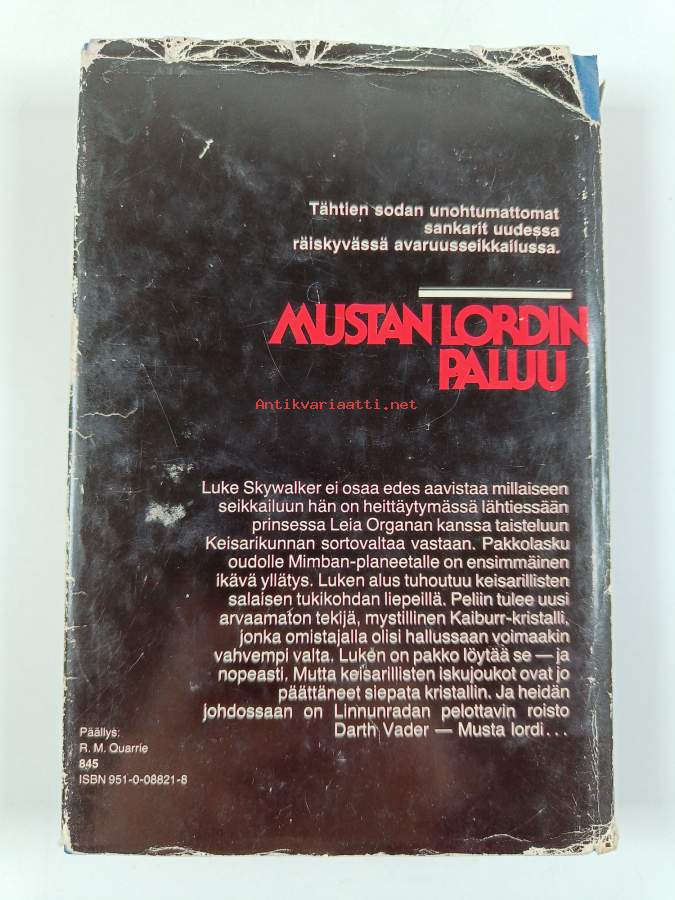 Tähtien sodan unohtumattomat
sankarit uudessa
räiskyvässä avaruusseikkailussa.
MUSTAN LORDIN
PALUU
Antikvariaatti.net
Luke Skywalker ei osaa edes aavistaa millaiseen
seikkailuun hän on heittäytymässä lähtiessään
prinsessa Leia Organan kanssa taisteluun
Keisarikunnan sortovaltaa vastaan. Pakkolasku
oudolle Mimban-planeetalle on ensimmäinen
ikävä yllätys. Luken alus tuhoutuu keisarillisten
salaisen tukikohdan liepeillä. Peliin tulee uusi
arvaamaton tekijä, mystillinen Kaiburr-kristalli,
jonka omistajalla olisi hallussaan voimaakin
vahvempi valta. Luken on pakko löytää se — ja
nopeasti. Mutta keisarillisten iskujoukot ovat jo
päättäneet siepata kristallin. Ja heidän
johdossaan on Linnunradan pelottavin roisto
Darth Vader — Musta lordi...
Päällys:
R. M. Quarrie
845
ISBN 951-0-08821-8